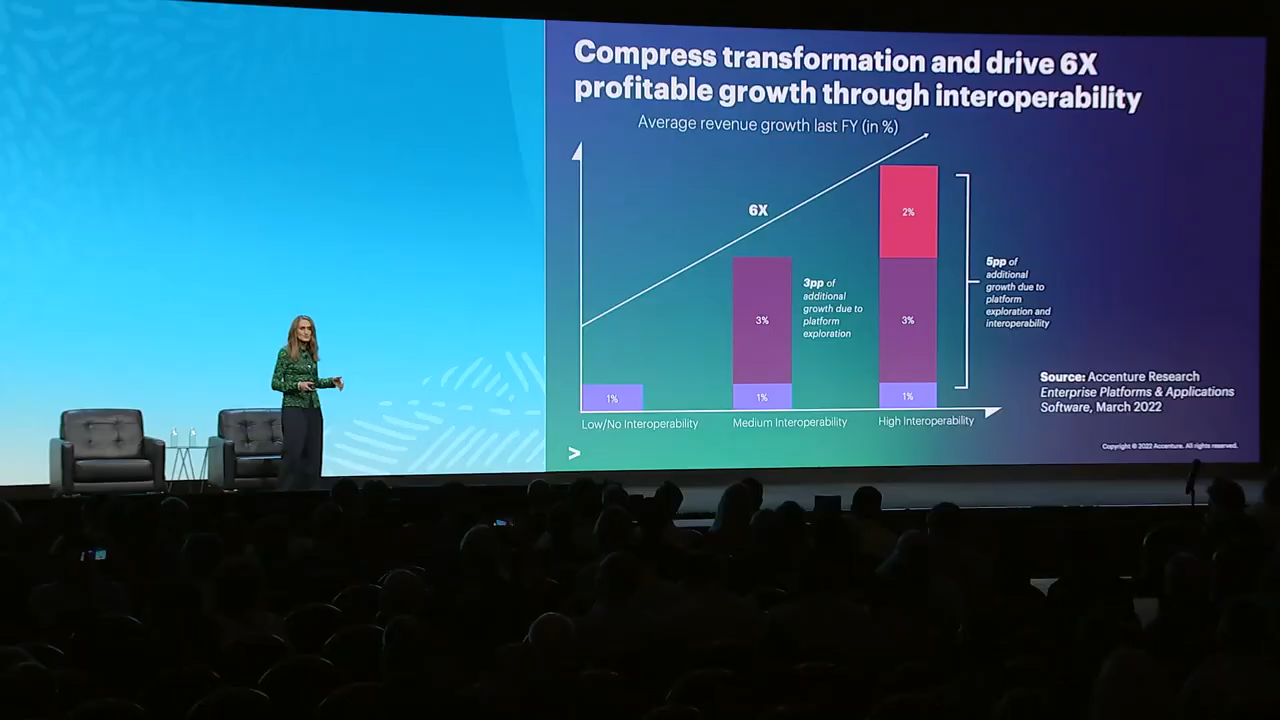 Compress transformation and drive 6X
profitable growth through interoperability
Average revenue growth last FY (in %)
6X
2%
3pp of
additional
growth due to
platform
exploration
5pp of
additional
growth due to
platform
exploration and
interoperability
3%
3%
1%
1%
1%
Low/No Interoperability
Medium Interoperability
High Interoperability
Source: Accenture Research
Enterprise Platforms & Applications
Software, March 2022
>
Copyright © 2022 Accenture. All rights reserved.